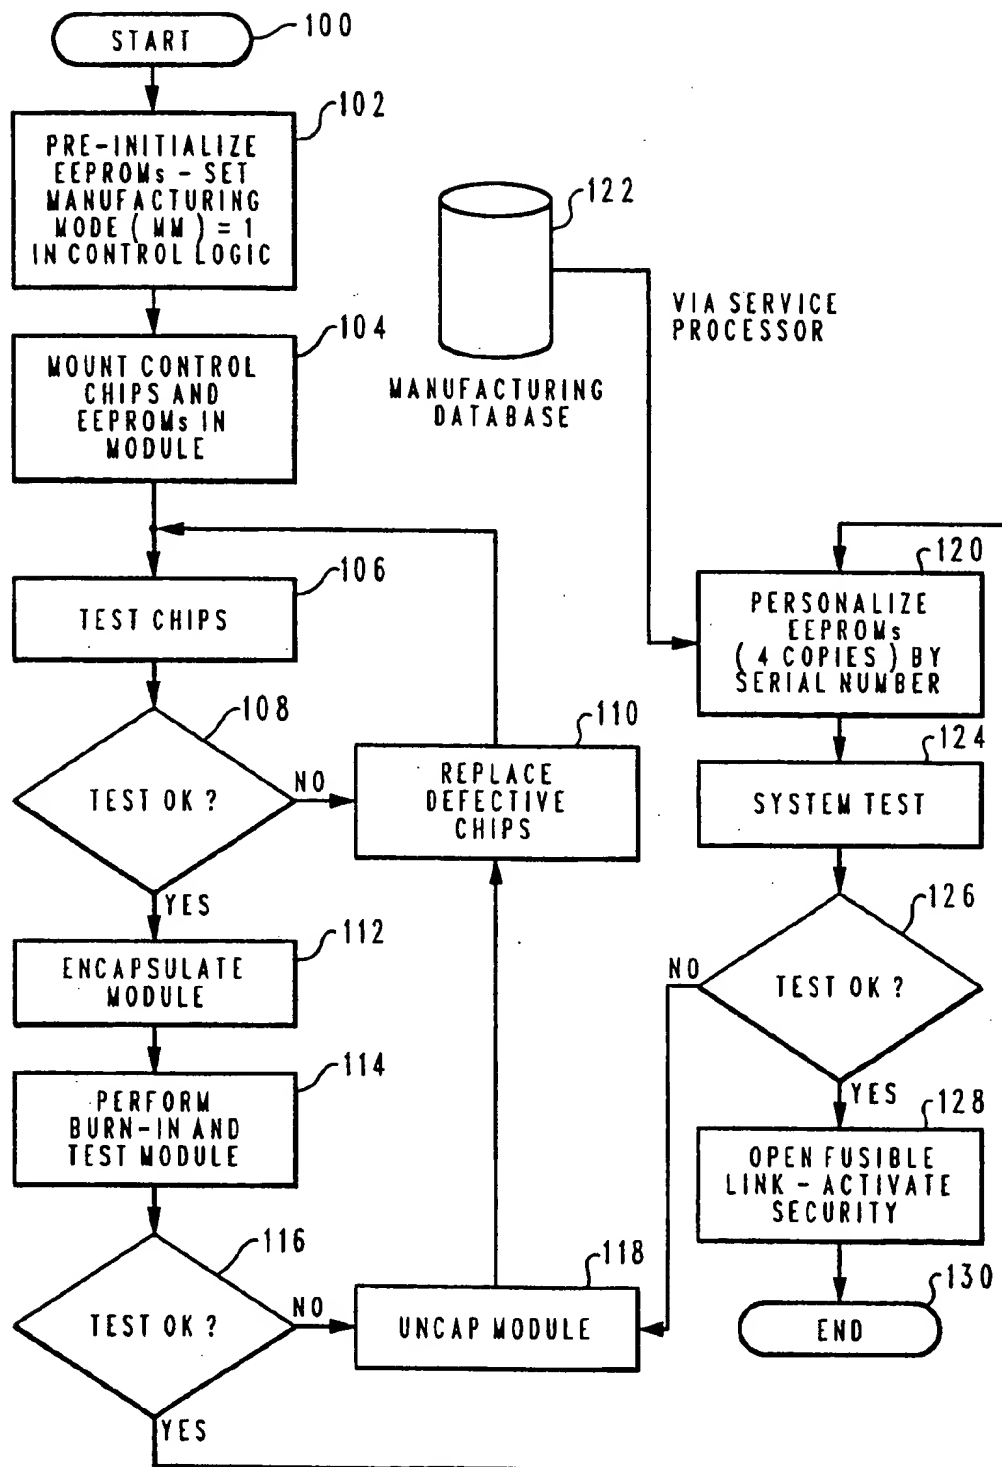 100
START
102
PRE-INITIALIZE
EEPROMs - SET
MANUFACTURING
MODE (MM) = 1
IN CONTROL LOGIC
104
MOUNT CONTROL
CHIPS AND
EEPROMs IN
MODULE
106
TEST CHIPS
108
TEST OK ?
NO
YES
110
REPLACE
DEFECTIVE
CHIPS
112
ENCAPSULATE
MODULE
114
PERFORM
BURN-IN AND
TEST MODULE
116
TEST OK ?
NO
YES
118
UNCAP MODULE
122
MANUFACTURING
DATABASE
VIA SERVICE
PROCESSOR
120
PERSONALIZE
EEPROMs
(4 COPIES) BY
SERIAL NUMBER
124
SYSTEM TEST
126
TEST OK ?
NO
YES
128
OPEN FUSIBLE
LINK - ACTIVATE
SECURITY
130
END